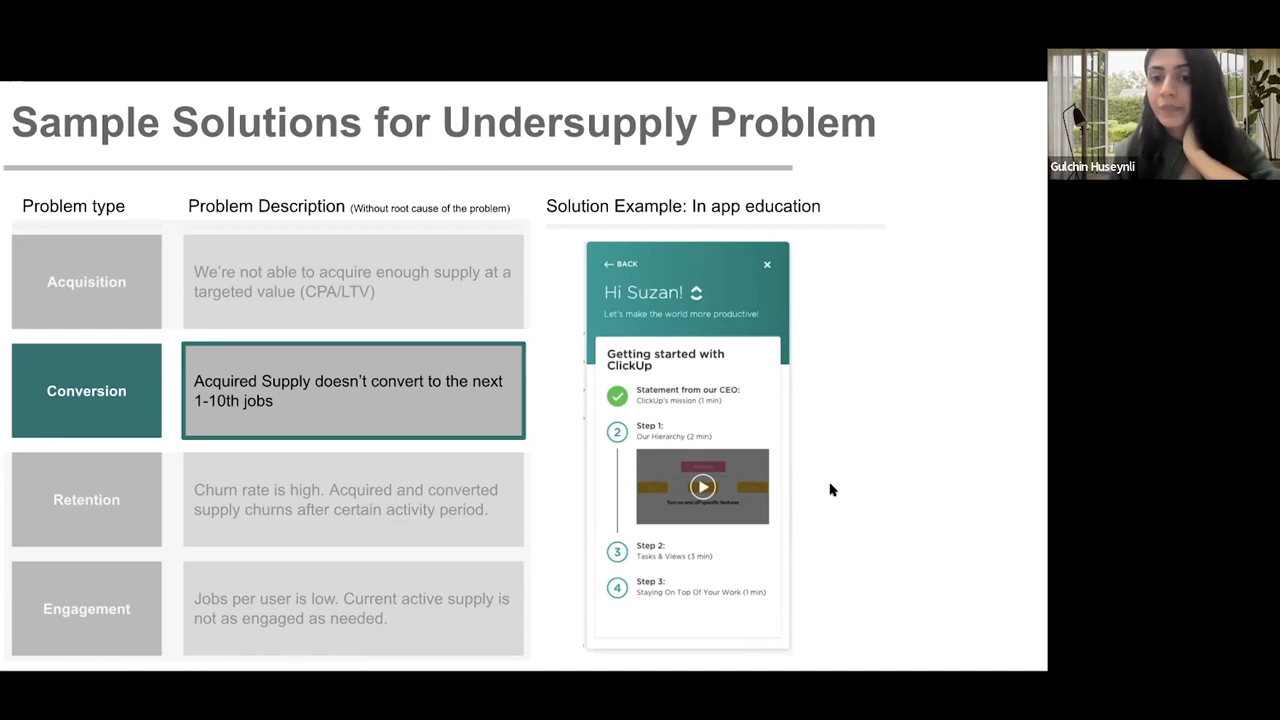 Sample Solutions for Undersupply Problem
Gulchin Huseynli
Problem type
Problem Description (Without root cause of the problem)
Solution Example: In app education
Acquisition
We're not able to acquire enough supply at a
targeted value (CPA/LTV)
Conversion
Acquired Supply doesn't convert to the next
1-10th jobs
Retention
Churn rate is high. Acquired and converted
supply churns after certain activity period.
Engagement
Jobs per user is low. Current active supply is
not as engaged as needed.
← BACK
×
Hi Suzan!
Let's make the world more productive!
Getting started with
ClickUp
Statement from our CEO:
ClickUp's mission (1 min)
2
Step 1:
Our Hierarchy (2 min)
Turn on and off specific features
3
Step 2:
Tasks & Views (3 min)
4
Step 3:
Staying On Top Of Your Work (1 min)